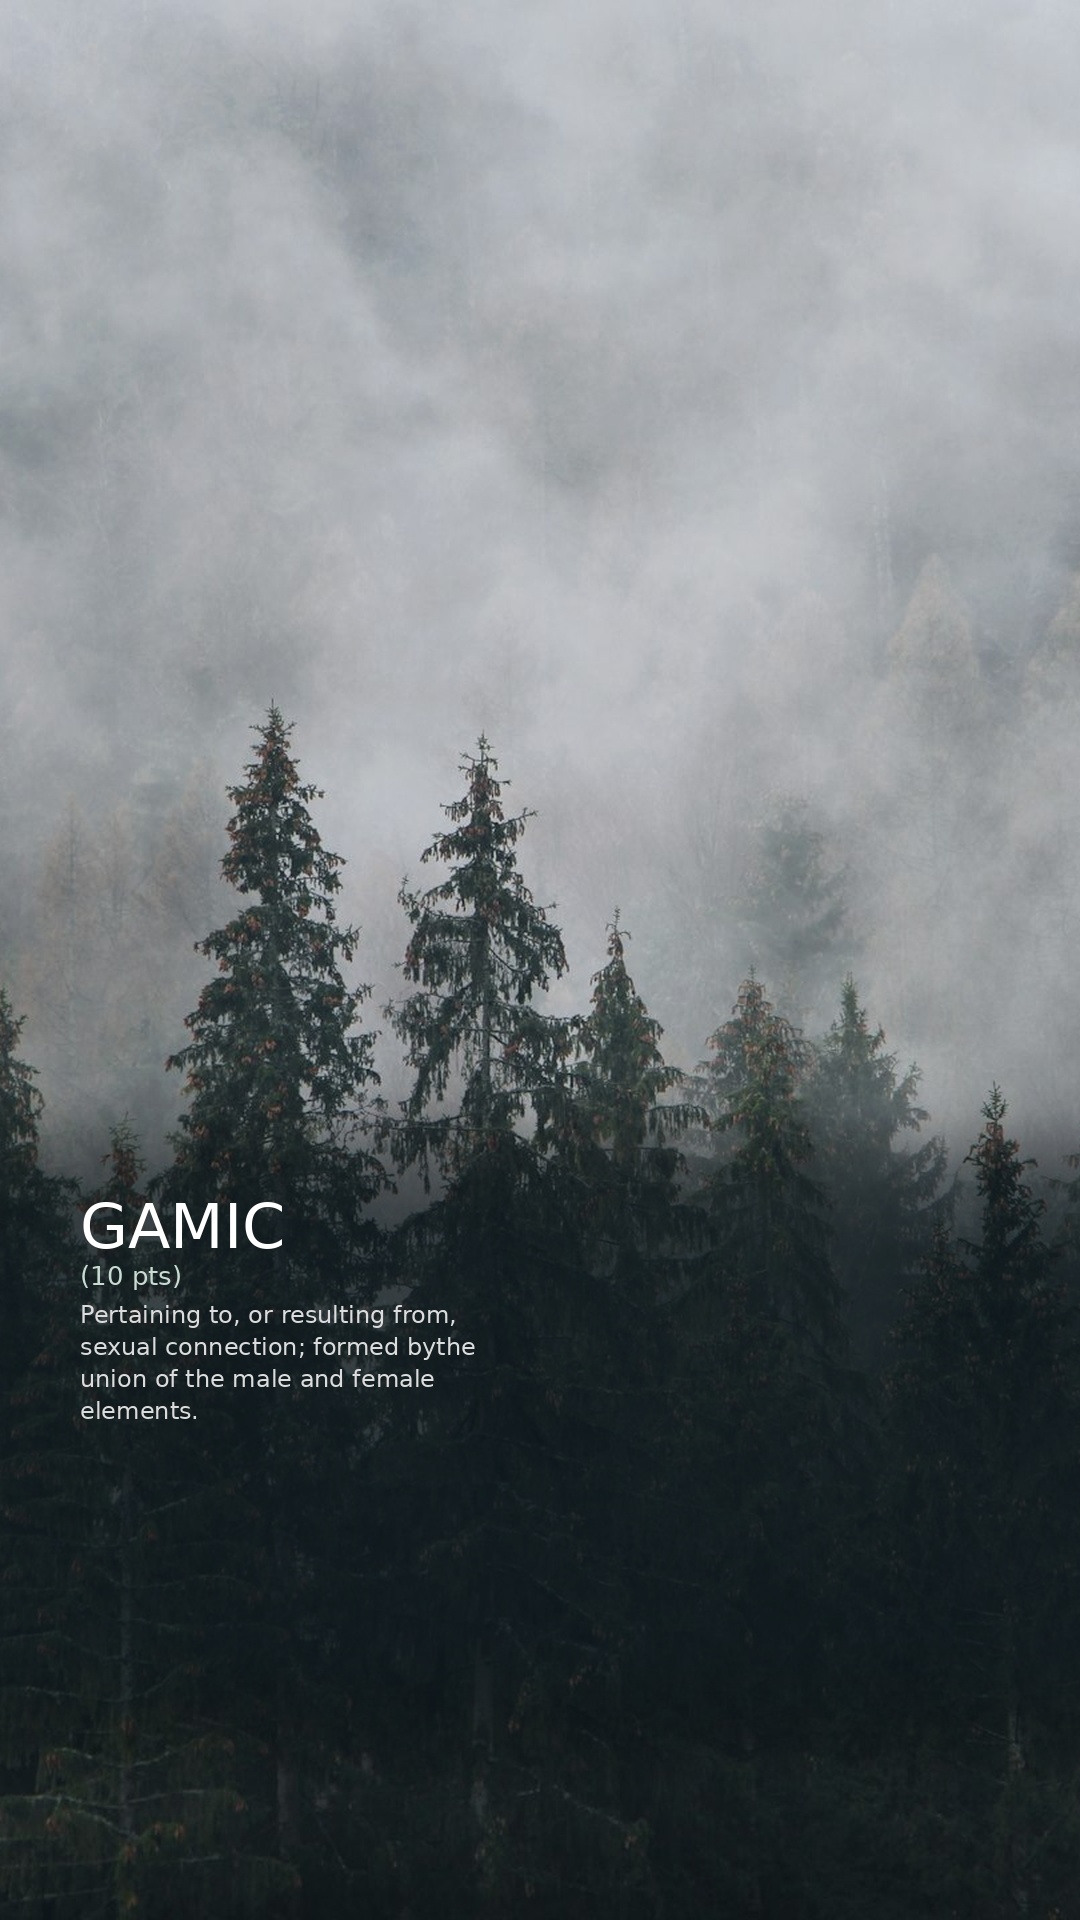 GAMIC
(10 pts)
Pertaining to, or resulting from,
sexual connection; formed bythe
union of the male and female
elements.